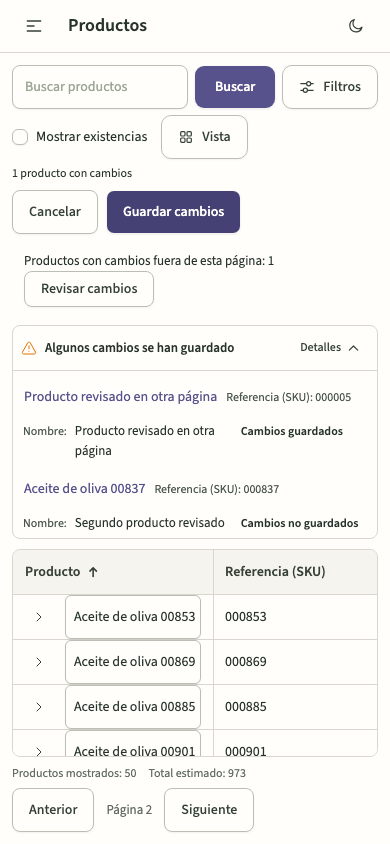 Productos
Buscar productos
Buscar
Filtros
Mostrar existencias
Vista
1 producto con cambios
Cancelar
Guardar cambios
Productos con cambios fuera de esta página: 1
Revisar cambios
Algunos cambios se han guardado
Detalles
Producto revisado en otra página Referencia (SKU): 000005
Nombre: Producto revisado en otra Cambios guardados
página
Aceite de oliva 00837 Referencia (SKU): 000837
Nombre: Segundo producto revisado Cambios no guardados
Producto Referencia (SKU)
Aceite de oliva 00853 000853
Aceite de oliva 00869 000869
Aceite de oliva 00885 000885
Aceite de oliva 00901 000901
Productos mostrados: 50 Total estimado: 973
Anterior Página 2 Siguiente